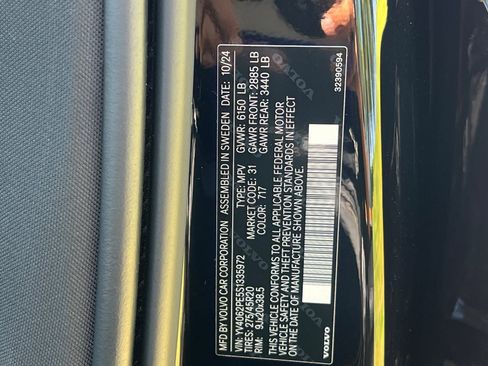 MFD BY VOLVO CAR CORPORATION ASSEMBLED IN SWEDEN DATE: 10/24
VIN: YV4062PE5S1335972 TYPE: MPV GVWR: 6150 LB
TIRES: 275/45R20 MARKET CODE: 31 GAWR FRONT: 2885 LB
RIM: 9Jx20x38.5 COLOR: 717 GAWR REAR: 3440 LB
THIS VEHICLE CONFORMS TO ALL APPLICABLE FEDERAL MOTOR
VEHICLE SAFETY AND THEFT PREVENTION STANDARDS IN EFFECT
ON THE DATE OF MANUFACTURE SHOWN ABOVE.
VOLVO 32390594